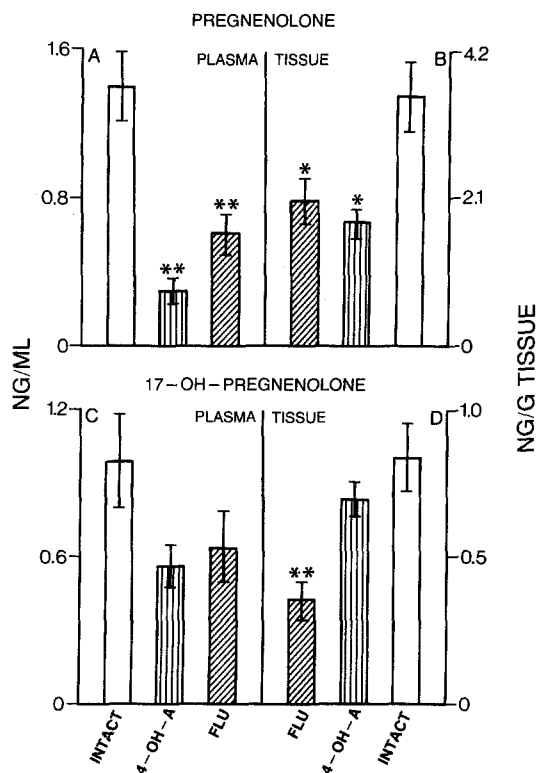 PREGNENOLONE
1.6
A
PLASMA
TISSUE
B
4.2
0.8
**
**
*
*
2.1
0
0
NG/ML
NG/G TISSUE
17-OH-PREGNENOLONE
1.2
C
PLASMA
TISSUE
D
1.0
0.6
**
0.5
0
0
INTACT
4-OH-A
FLU
FLU
4-OH-A
INTACT